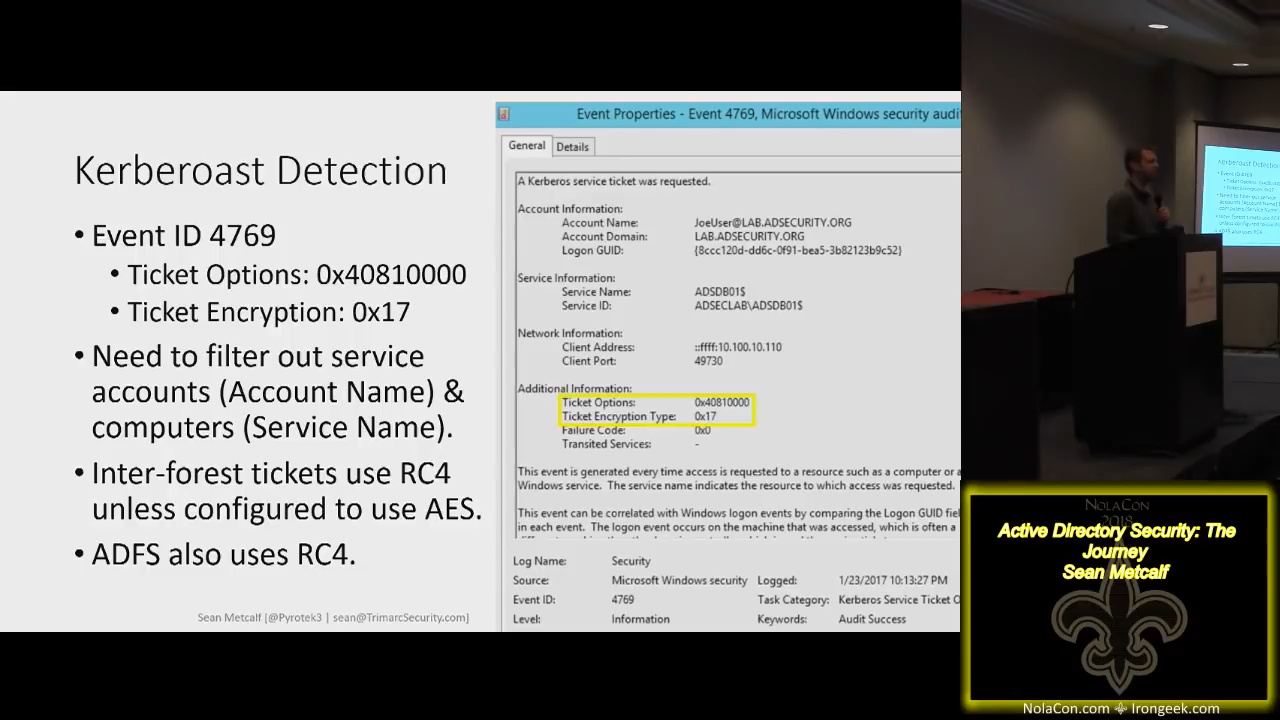 Kerberoast Detection
• Event ID 4769
• Ticket Options: 0x40810000
• Ticket Encryption: 0x17
• Need to filter out service
accounts (Account Name) &
computers (Service Name).
• Inter-forest tickets use RC4
unless configured to use AES.
• ADFS also uses RC4.
Sean Metcalf [@Pyrotek3 | sean@TrimarcSecurity.com]
Event Properties - Event 4769, Microsoft Windows security audit
General Details
A Kerberos service ticket was requested.
Account Information:
Account Name: JoeUser@LAB.ADSECURITY.ORG
Account Domain: LAB.ADSECURITY.ORG
Logon GUID: {8ccc120d-dd6c-0f91-bea5-3b82123b9c52}
Service Information:
Service Name: ADSDB01$
Service ID: ADSECLAB\ADSDB01$
Network Information:
Client Address: ::ffff:10.100.10.110
Client Port: 49730
Additional Information:
Ticket Options: 0x40810000
Ticket Encryption Type: 0x17
Failure Code: 0x0
Transited Services: -
This event is generated every time access is requested to a resource such as a computer or a
Windows service. The service name indicates the resource to which access was requested.
This event can be correlated with Windows logon events by comparing the Logon GUID fiel
in each event. The logon event occurs on the machine that was accessed, which is often a
Log Name: Security
Source: Microsoft Windows security Logged: 1/23/2017 10:13:27 PM
Event ID: 4769 Task Category: Kerberos Service Ticket O
Level: Information Keywords: Audit Success
Kerberoast Detection
NOLACON
2018
Active Directory Security: The
Journey
Sean Metcalf
NolaCon.com Irongeek.com